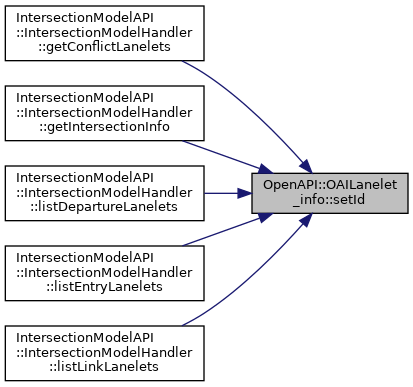 IntersectionModelAPI
::IntersectionModelHandler
::getConflictLanelets
IntersectionModelAPI
::IntersectionModelHandler
::getIntersectionInfo
OpenAPI::OAILanelet
_info::setId
IntersectionModelAPI
::IntersectionModelHandler
::listDepartureLanelets
IntersectionModelAPI
::IntersectionModelHandler
::listEntryLanelets
IntersectionModelAPI
::IntersectionModelHandler
::listLinkLanelets